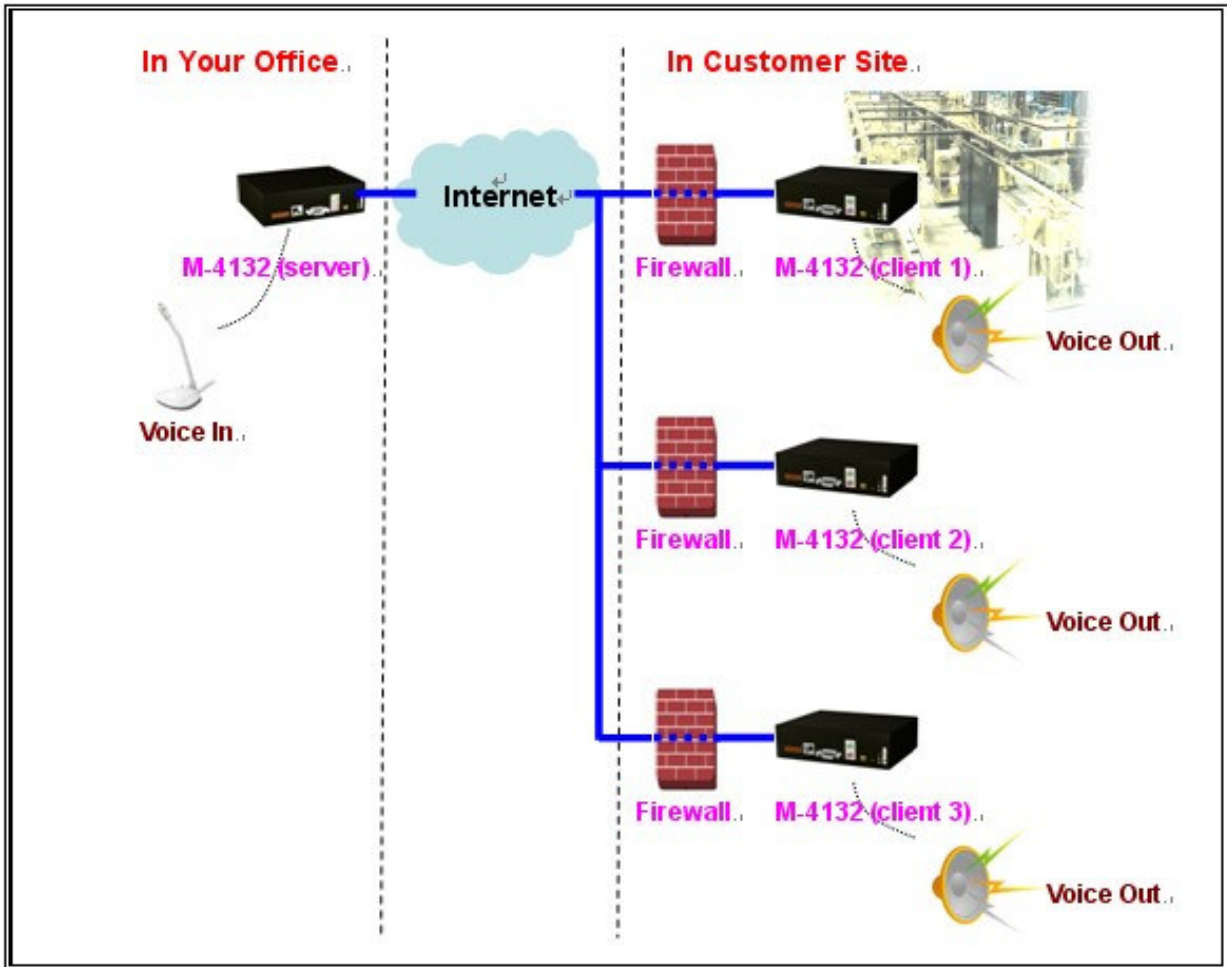 In Your Office
In Customer Site
Internet
M-4132 (server)
Firewall
M-4132 (client 1)
Voice Out
Voice In
Firewall
M-4132 (client 2)
Voice Out
Firewall
M-4132 (client 3)
Voice Out